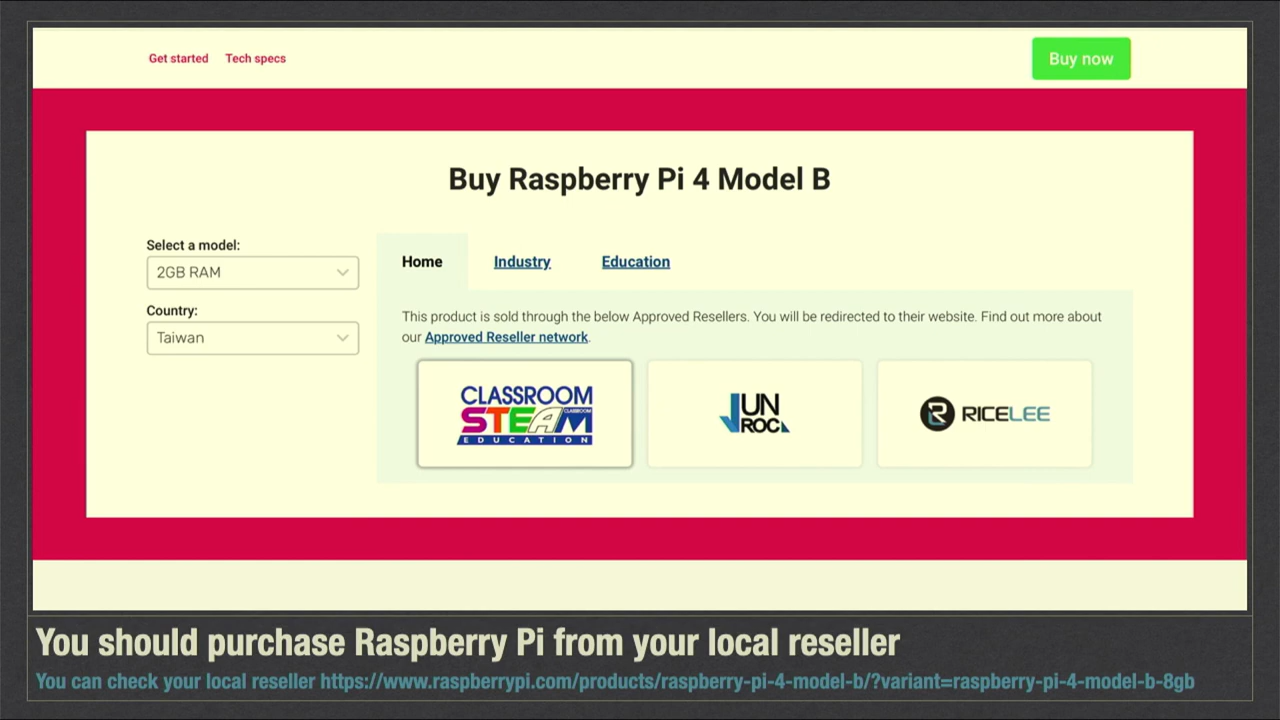 Get started Tech specs Buy now
Buy Raspberry Pi 4 Model B
Select a model:
2GB RAM
Country:
Taiwan
Home Industry Education
This product is sold through the below Approved Resellers. You will be redirected to their website. Find out more about
our Approved Reseller network.
CLASSROOM
STEAM CLASSROOM
EDUCATION
JUN
ROC
RICELEE
You should purchase Raspberry Pi from your local reseller
You can check your local reseller https://www.raspberrypi.com/products/raspberry-pi-4-model-b/?variant=raspberry-pi-4-model-b-8gb